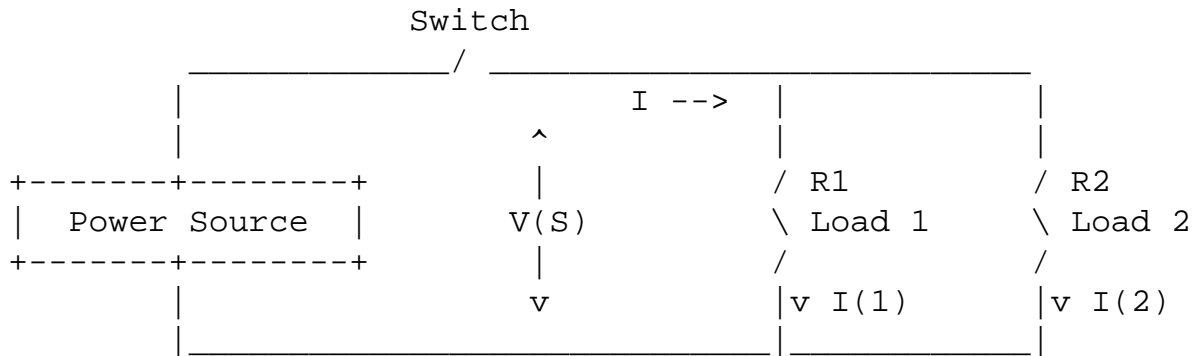 Switch
I -->
R1 R2
Power Source V(S) Load 1 Load 2
v I(1) v I(2)